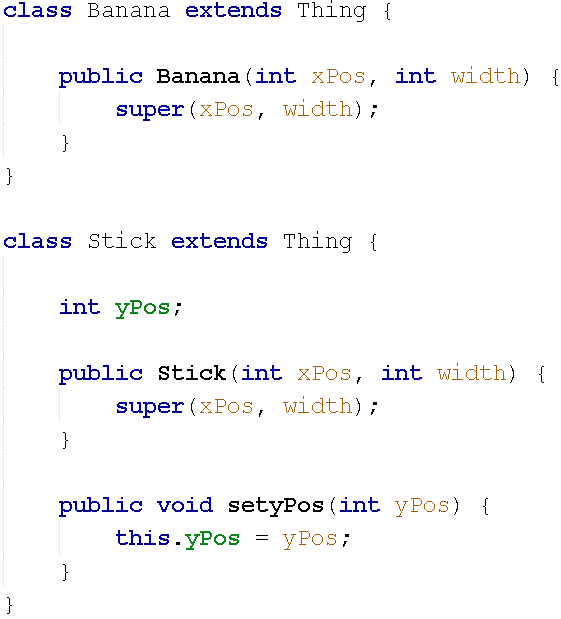 class Banana extends Thing {
public Banana(int xPos, int width) {
super(xPos, width);
}
}
class Stick extends Thing {
int yPos;
public Stick(int xPos, int width) {
super(xPos, width);
}
public void setyPos(int yPos) {
this.yPos = yPos;
}
}